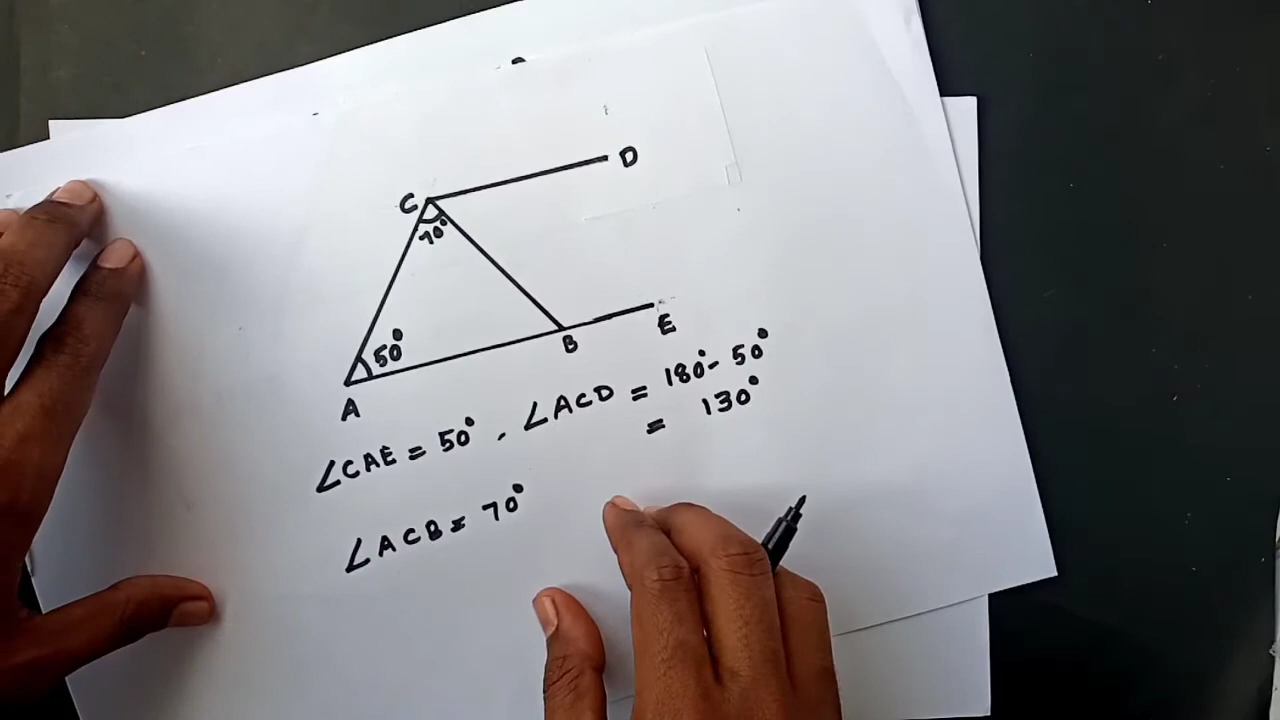 D
C
70°
50°
B
E
A
∠CAE = 50°, ∠ACD = 180° - 50°
= 130°
∠ACB = 70°